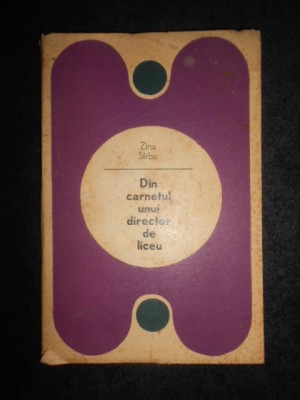 Zina
Sîrbu
Din
carnetul
unui
director
de
liceu